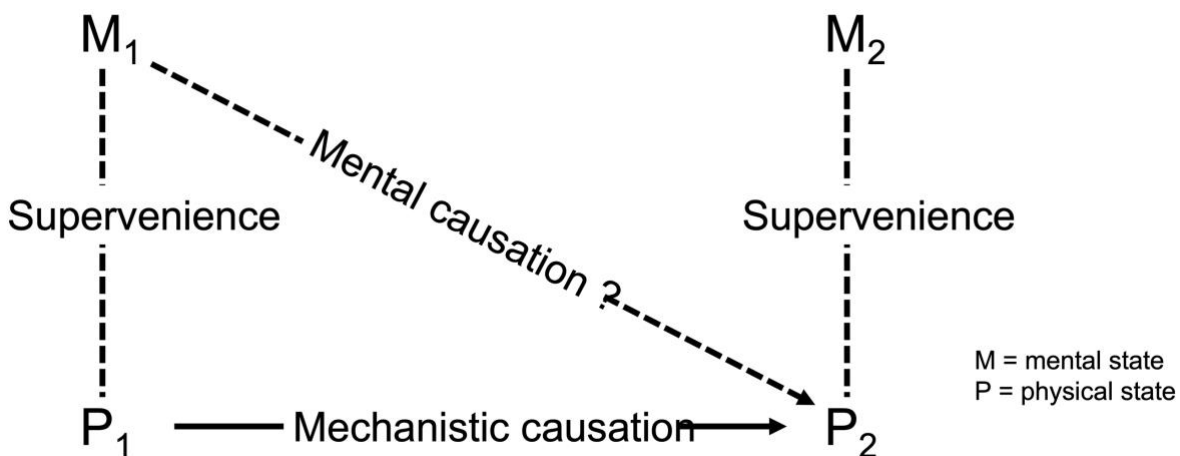 M₁ M₂
Mental causation ?
Supervenience Supervenience
M = mental state
P = physical state
P₁ Mechanistic causation P₂